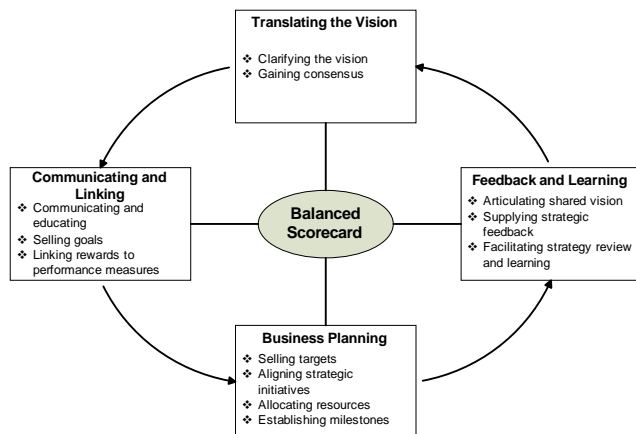 Translating the Vision
❖ Clarifying the vision
❖ Gaining consensus
Communicating and
Linking
❖ Communicating and
educating
❖ Selling goals
❖ Linking rewards to
performance measures
Balanced
Scorecard
Feedback and Learning
❖ Articulating shared vision
❖ Supplying strategic
feedback
❖ Facilitating strategy review
and learning
Business Planning
❖ Selling targets
❖ Aligning strategic
initiatives
❖ Allocating resources
❖ Establishing milestones